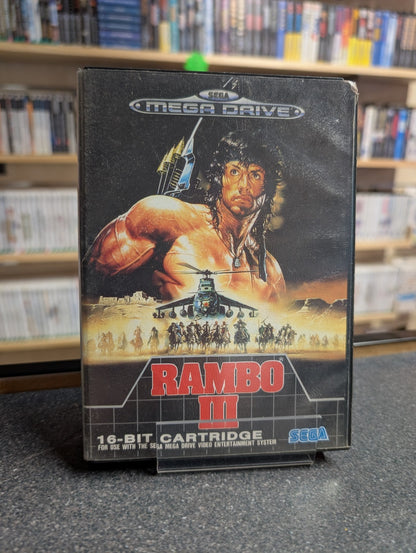 SEGA
MEGA DRIVE
RAMBO
III
16-BIT CARTRIDGE
FOR USE WITH THE SEGA MEGA DRIVE VIDEO ENTERTAINMENT SYSTEM
SEGA